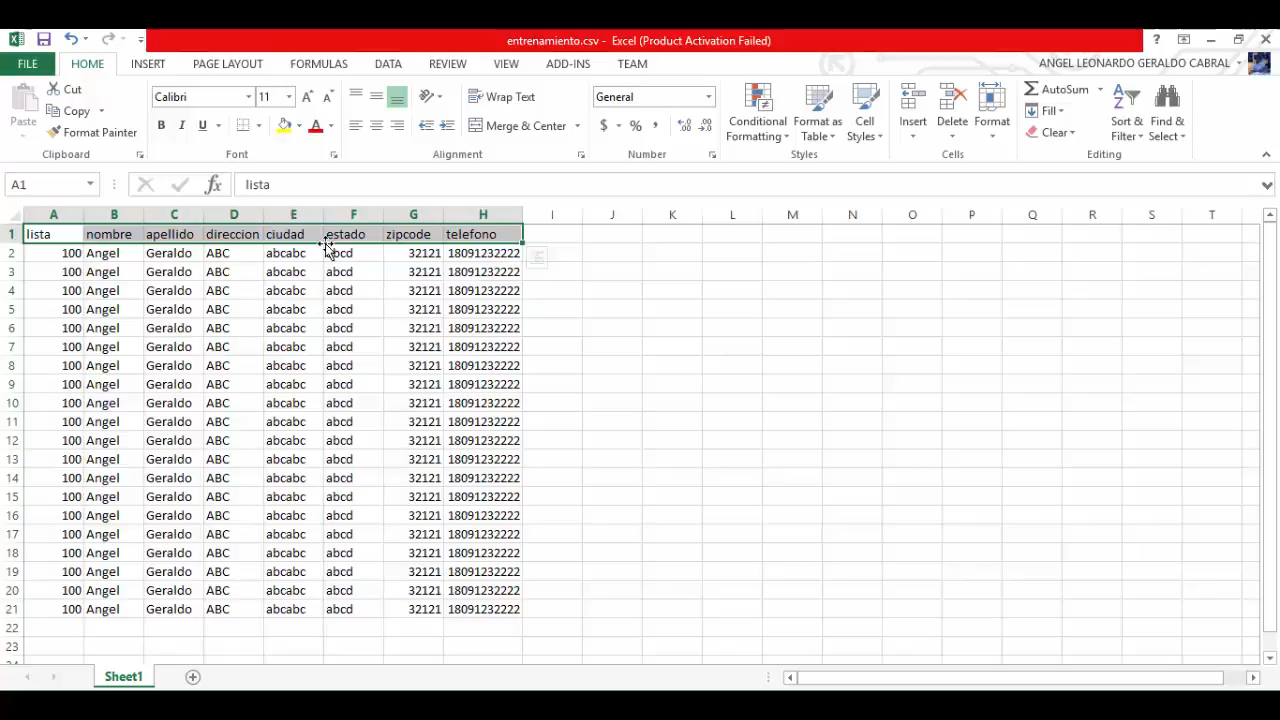 entrenamiento.csv - Excel (Product Activation Failed)
FILE HOME INSERT PAGE LAYOUT FORMULAS DATA REVIEW VIEW ADD-INS TEAM ANGEL LEONARDO GERALDO CABRAL
Paste Cut Copy Format Painter Clipboard
Calibri 11 B I U A Font
Wrap Text Merge & Center Alignment
General $ % , Number
Conditional Formatting Format as Table Cell Styles Styles
Insert Delete Format Cells
AutoSum Fill Clear Sort & Filter Find & Select Editing
A1 fx lista
A B C D E F G H I J K L M N O P Q R S T
1 lista nombre apellido direccion ciudad estado zipcode telefono
2 100 Angel Geraldo ABC abcabc abcd 32121 18091232222
3 100 Angel Geraldo ABC abcabc abcd 32121 18091232222
4 100 Angel Geraldo ABC abcabc abcd 32121 18091232222
5 100 Angel Geraldo ABC abcabc abcd 32121 18091232222
6 100 Angel Geraldo ABC abcabc abcd 32121 18091232222
7 100 Angel Geraldo ABC abcabc abcd 32121 18091232222
8 100 Angel Geraldo ABC abcabc abcd 32121 18091232222
9 100 Angel Geraldo ABC abcabc abcd 32121 18091232222
10 100 Angel Geraldo ABC abcabc abcd 32121 18091232222
11 100 Angel Geraldo ABC abcabc abcd 32121 18091232222
12 100 Angel Geraldo ABC abcabc abcd 32121 18091232222
13 100 Angel Geraldo ABC abcabc abcd 32121 18091232222
14 100 Angel Geraldo ABC abcabc abcd 32121 18091232222
15 100 Angel Geraldo ABC abcabc abcd 32121 18091232222
16 100 Angel Geraldo ABC abcabc abcd 32121 18091232222
17 100 Angel Geraldo ABC abcabc abcd 32121 18091232222
18 100 Angel Geraldo ABC abcabc abcd 32121 18091232222
19 100 Angel Geraldo ABC abcabc abcd 32121 18091232222
20 100 Angel Geraldo ABC abcabc abcd 32121 18091232222
21 100 Angel Geraldo ABC abcabc abcd 32121 18091232222
22
23
Sheet1